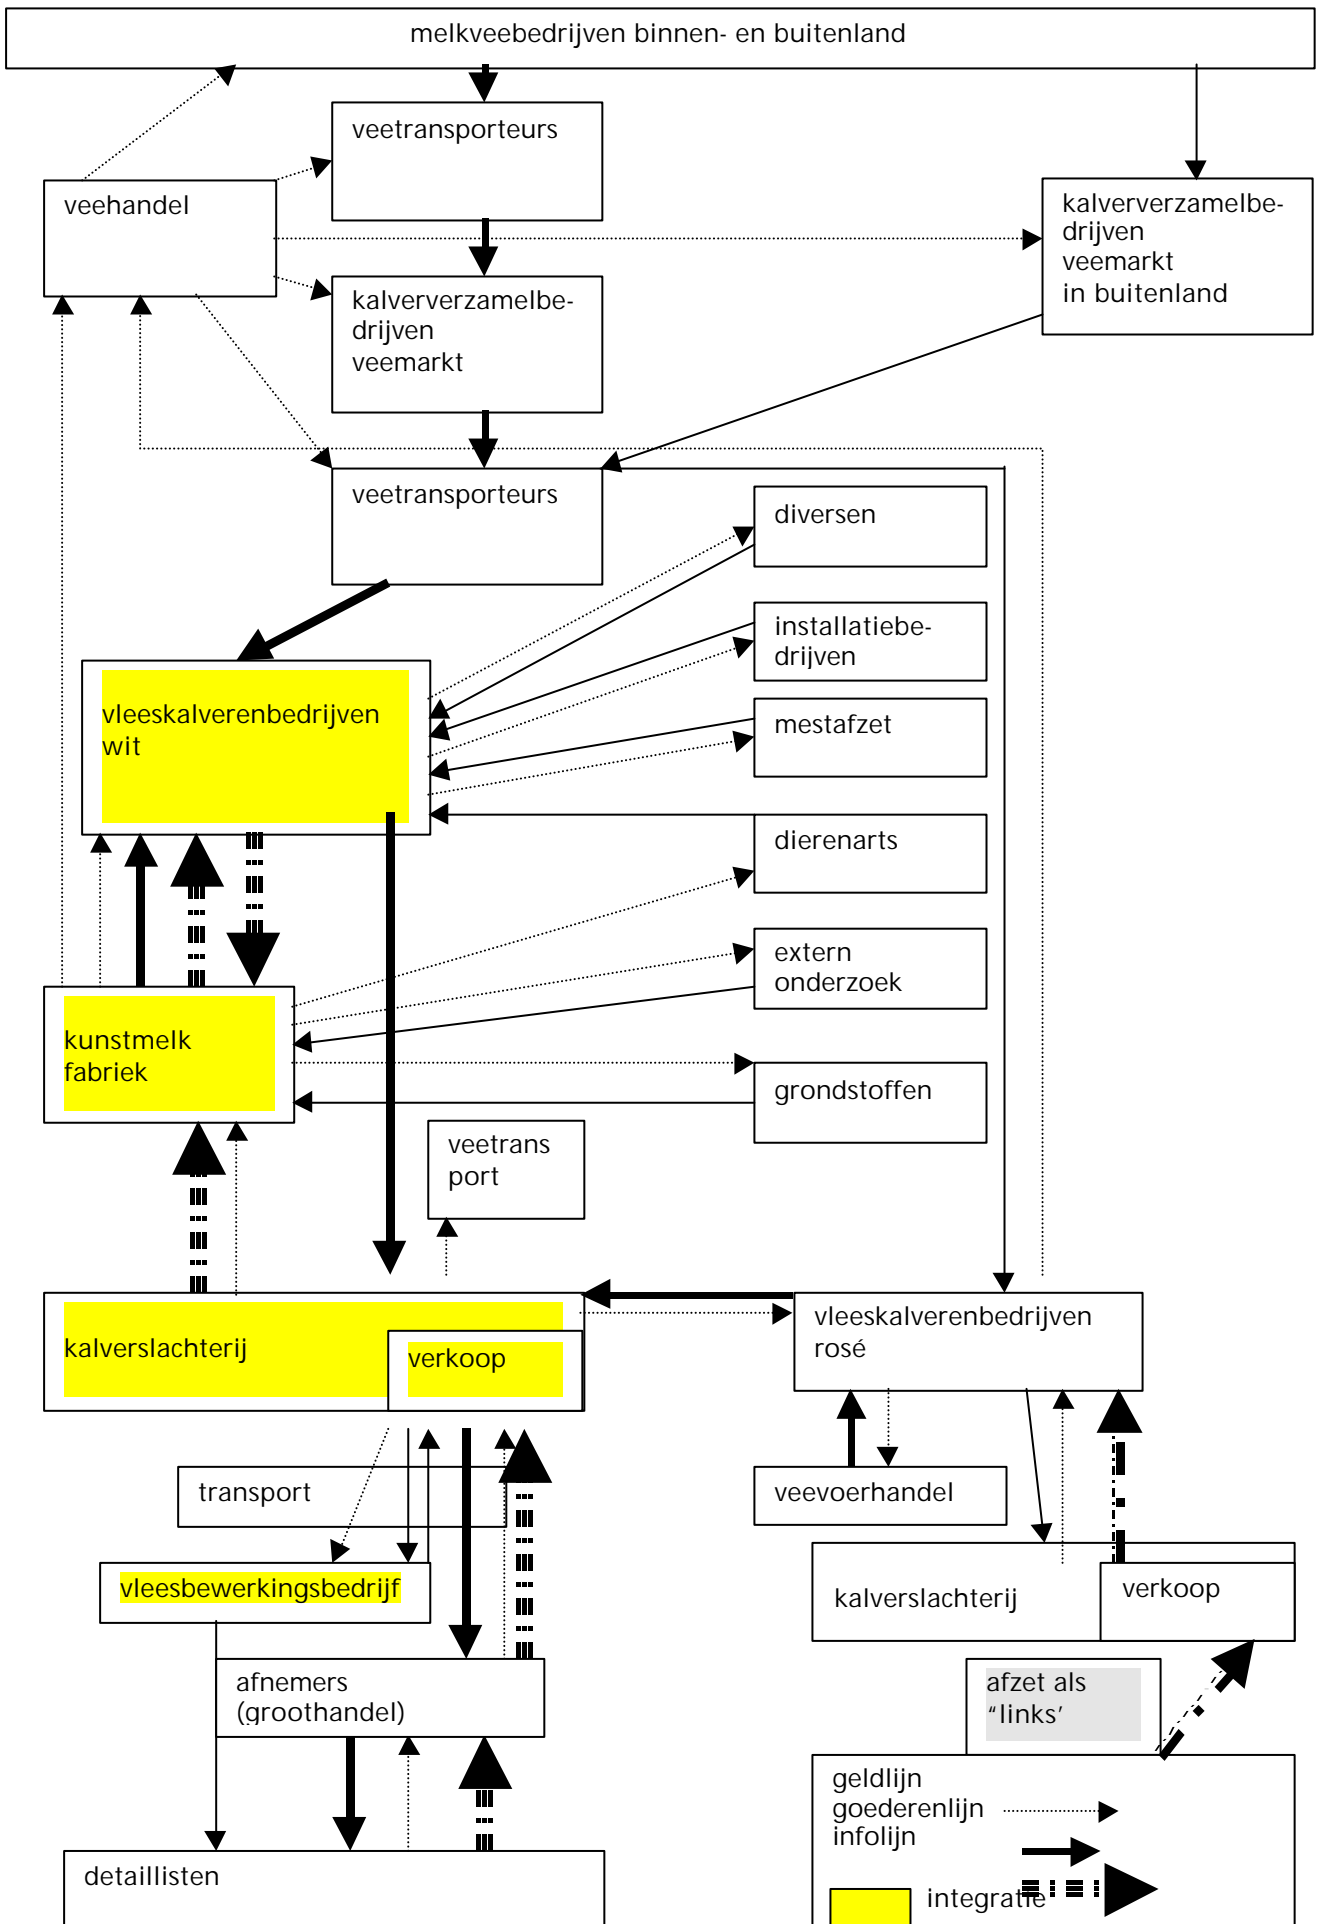 melkveebedrijven binnen- en buitenland
veetransporteurs
veehandel
kalververzamelbe-
drijven
veemarkt
in buitenland
kalververzamelbe-
drijven
veemarkt
veetransporteurs
diversen
installatiebe-
drijven
vleeskalverenbedrijven
wit
mestafzet
dierenarts
extern
onderzoek
kunstmelk
fabriek
grondstoffen
veetrans
port
kalverslachterij
verkoop
vleeskalverenbedrijven
rosé
transport
veevoerhandel
vleesbewerkingsbedrijf
kalverslachterij
verkoop
afnemers
(groothandel)
afzet als
“links’
geldlijn
goederenlijn
infolijn
detaillisten
integratie